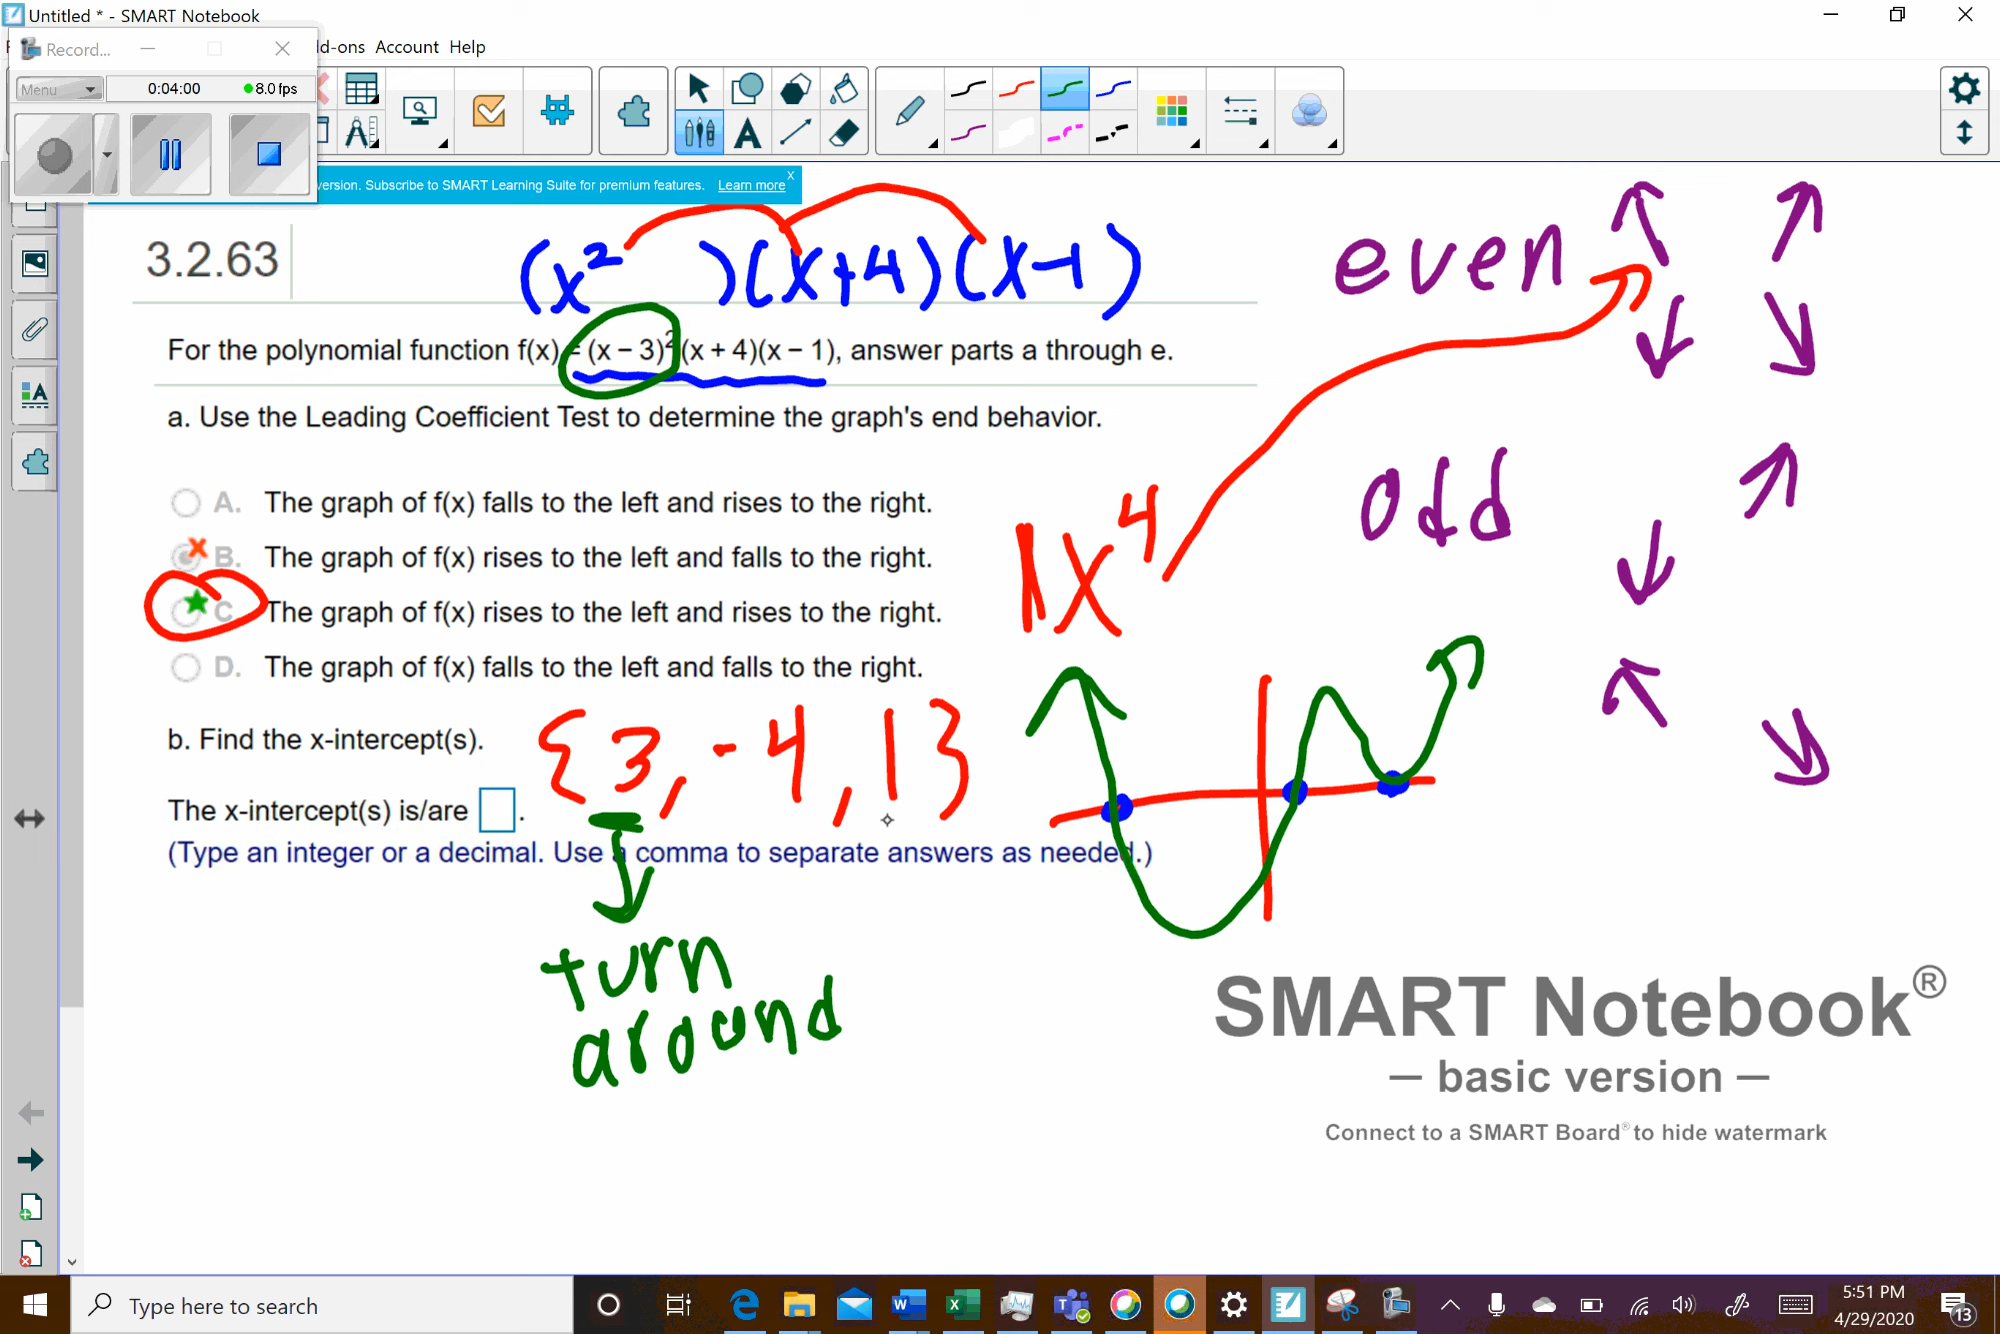 Untitled * - SMART Notebook
Record...
dd-ons Account Help
Menu
0:04:00
8.0 fps
version. Subscribe to SMART Learning Suite for premium features. Learn more
x
3.2.63
(x² )(x+4)(x-1)
even
For the polynomial function f(x) = (x − 3)²(x + 4)(x − 1), answer parts a through e.
a. Use the Leading Coefficient Test to determine the graph's end behavior.
A. The graph of f(x) falls to the left and rises to the right.
B. The graph of f(x) rises to the left and falls to the right.
C. The graph of f(x) rises to the left and rises to the right.
D. The graph of f(x) falls to the left and falls to the right.
1x⁴
odd
b. Find the x-intercept(s).
{3, -4, 1}
The x-intercept(s) is/are .
(Type an integer or a decimal. Use a comma to separate answers as needed.)
turn
around
SMART Notebook®
— basic version —
Connect to a SMART Board® to hide watermark
Type here to search
5:51 PM
4/29/2020
13